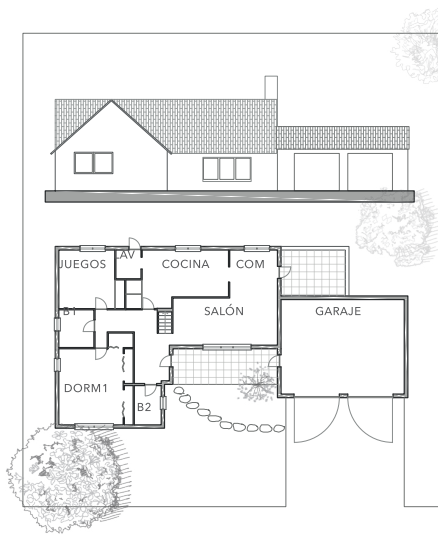 JUEGOS
LAV
COCINA
COM
SALÓN
GARAJE
B1
DORM1
B2